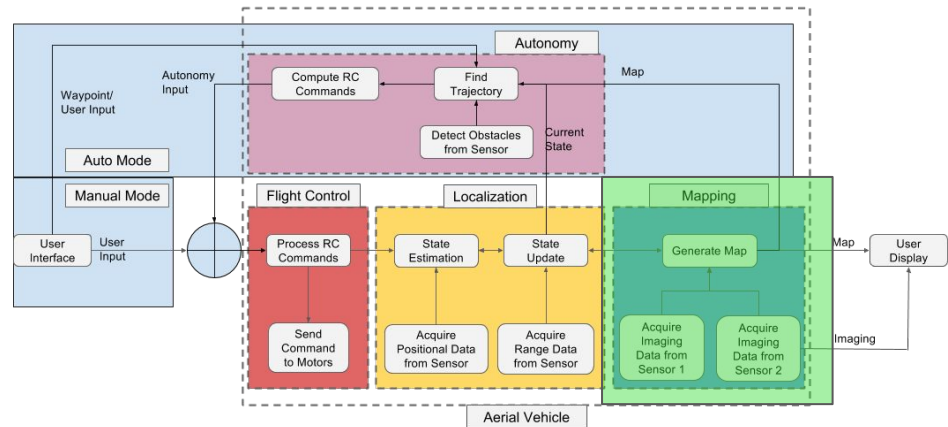 Autonomy
Compute RC
Commands
Find
Trajectory
Map
Autonomy
Input
Waypoint/
User Input
Detect Obstacles
from Sensor
Current
State
Auto Mode
Manual Mode
Flight Control
Localization
Mapping
User
Interface
User
Input
Process RC
Commands
State
Estimation
State
Update
Generate Map
Map
User
Display
Send
Command
to Motors
Acquire
Positional Data
from Sensor
Acquire
Range Data
from Sensor
Acquire
Imaging
Data from
Sensor 1
Acquire
Imaging
Data from
Sensor 2
Imaging
Aerial Vehicle